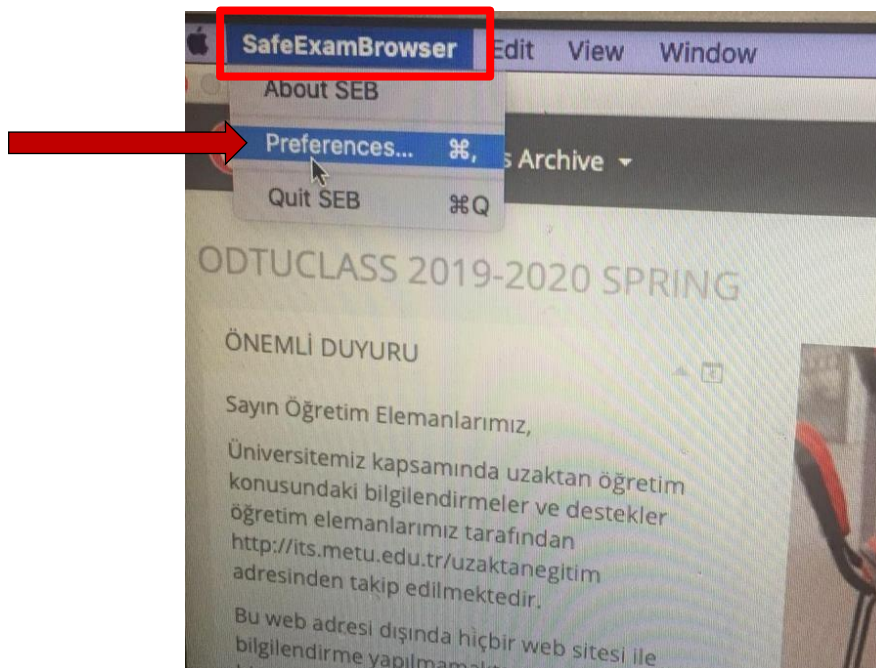 SafeExamBrowser Edit View Window
About SEB
Preferences... ⌘,
s Archive
Quit SEB ⌘Q
ODTUCLASS 2019-2020 SPRING
ÖNEMLİ DUYURU
Sayın Öğretim Elemanlarımız,
Üniversitemiz kapsamında uzaktan öğretim
konusundaki bilgilendirmeler ve destekler
öğretim elemanlarımız tarafından
http://its.metu.edu.tr/uzaktanegitim
adresinden takip edilmektedir.
Bu web adresi dışında hiçbir web sitesi ile
bilgilendirme